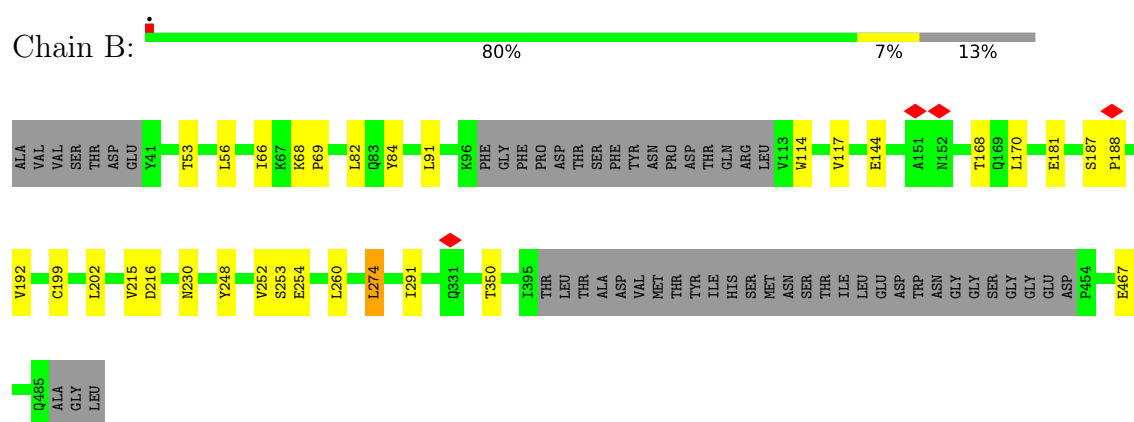 Chain B:
80% 7% 13%
ALA VAL VAL SER THR ASP GLU Y41 T53 L56 I66 K67 K68 P69 L82 Q83 Y84 L91 K96 PHE GLY PHE PRO ASP THR SER PHE TYR ASN PRO ASP THR GLN ARG LEU V113 W114 V117 E144 A151 N152 T168 Q169 L170 E181 S187 P188
V192 C199 L202 V215 D216 N230 Y248 V252 S253 E254 L260 L274 I291 Q331 T350 I395 THR LEU THR ALA ASP VAL MET THR TYR ILE HIS SER MET ASN SER THR ILE LEU GLU ASP TRP ASN GLY GLY SER GLY GLY GLU ASP P454 E467
Q485 ALA GLY LEU